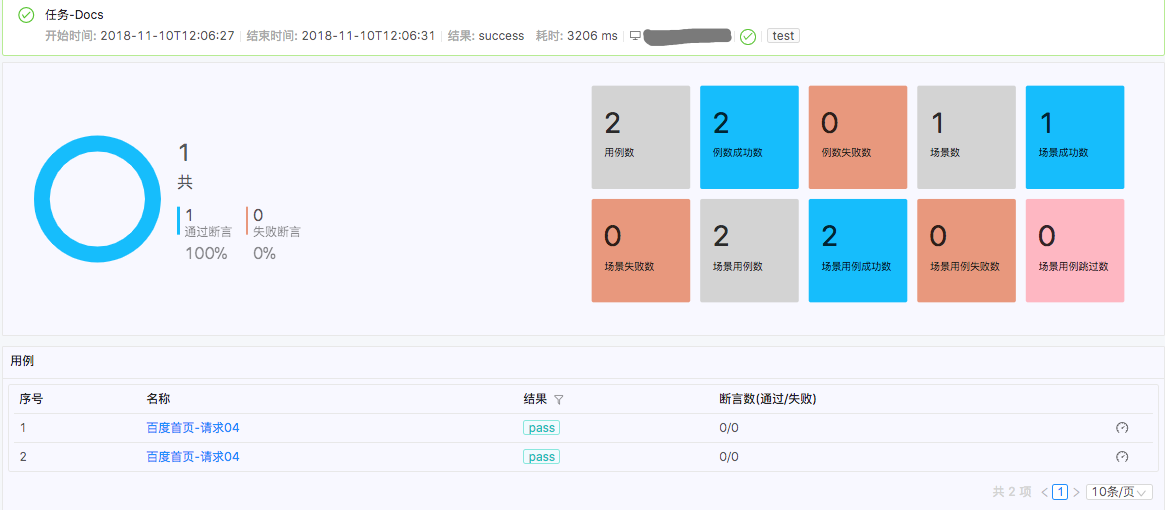 任务-Docs
开始时间: 2018-11-10T12:06:27 结束时间: 2018-11-10T12:06:31 结果: success 耗时: 3206 ms test
1
共
1
通过断言
100%
0
失败断言
0%
2
用例数
2
例数成功数
0
例数失败数
1
场景数
1
场景成功数
0
场景失败数
2
场景用例数
2
场景用例成功数
0
场景用例失败数
0
场景用例跳过数
用例
序号 名称 结果 断言数(通过/失败)
1 百度首页-请求04 pass 0/0
2 百度首页-请求04 pass 0/0
共 2 项 < 1 > 10条/页